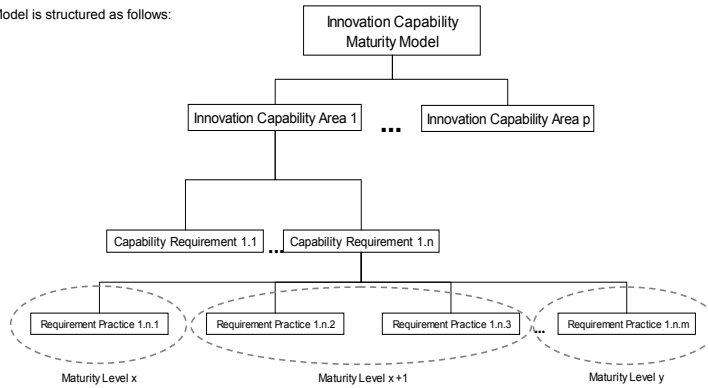 Model is structured as follows:
Innovation Capability
Maturity Model
Innovation Capability Area 1
...
Innovation Capability Area p
Capability Requirement 1.1
...
Capability Requirement 1.n
Requirement Practice 1.n.1
Requirement Practice 1.n.2
Requirement Practice 1.n.3
...
Requirement Practice 1.n.m
Maturity Level x
Maturity Level x+1
Maturity Level y